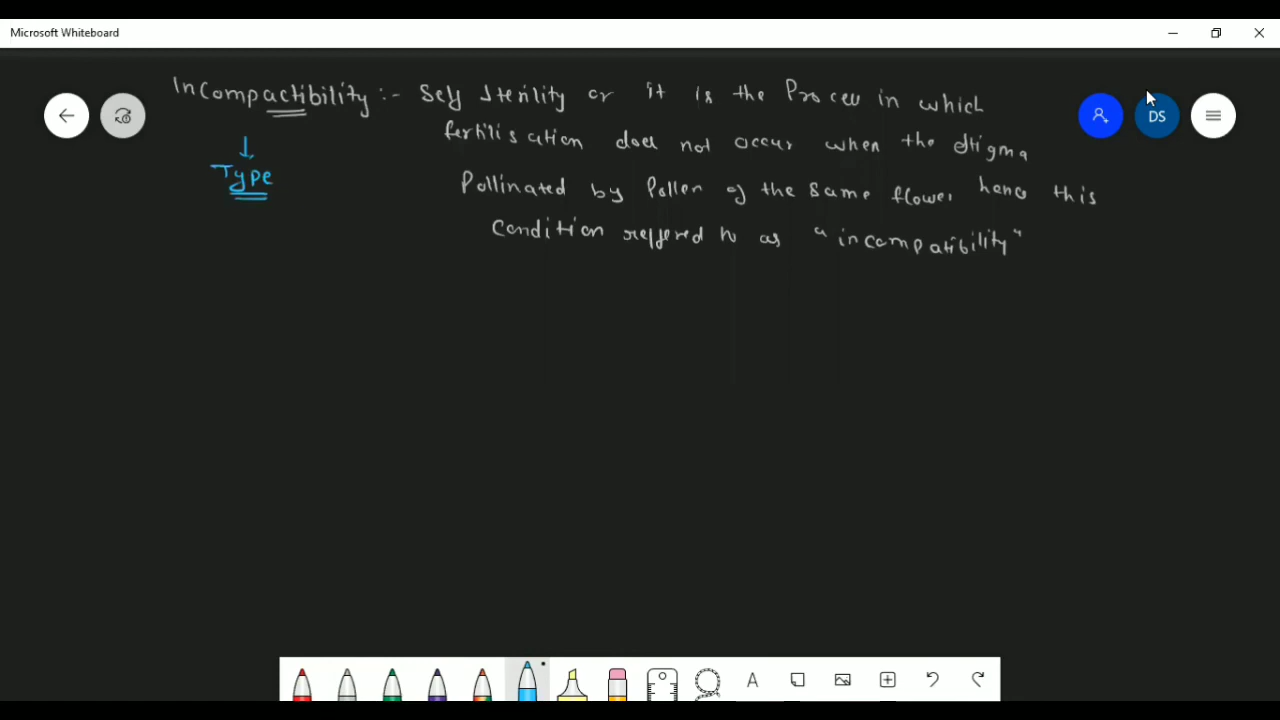 Microsoft Whiteboard
Incompactibility :- Self sterility or it is the Process in which
fertilisation does not occur when the stigma
Pollinated by Pollen of the same flower hence this
Condition reffered to as "incompatibility"
DS
↓
Type
A